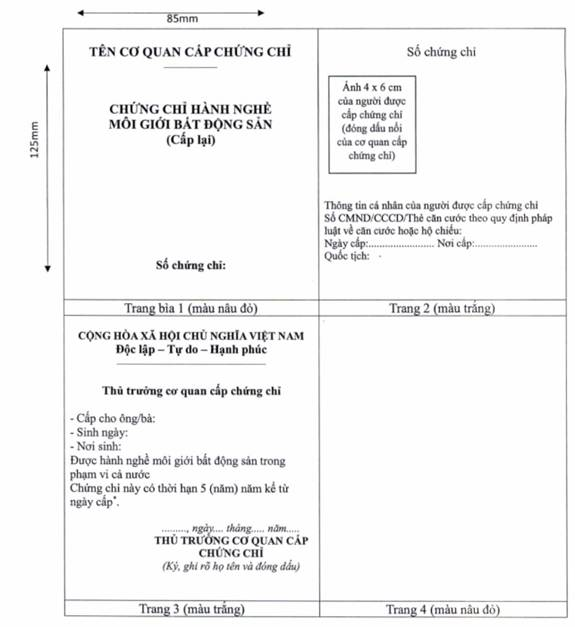 85mm
125mm
TÊN CƠ QUAN CẤP CHỨNG CHỈ
CHỨNG CHỈ HÀNH NGHỀ
MÔI GIỚI BẤT ĐỘNG SẢN
(Cấp lại)
Số chứng chỉ:
Số chứng chỉ
Ảnh 4 x 6 cm
của người được
cấp chứng chỉ
(đóng dấu nổi
của cơ quan cấp
chứng chỉ)
Thông tin cá nhân của người được cấp chứng chỉ
Số CMND/CCCD/Thẻ căn cước theo quy định pháp
luật về căn cước hoặc hộ chiếu:
Ngày cấp:........................ Nơi cấp:.......................
Quốc tịch:
Trang bìa 1 (màu nâu đỏ)
Trang 2 (màu trắng)
CỘNG HÒA XÃ HỘI CHỦ NGHĨA VIỆT NAM
Độc lập – Tự do – Hạnh phúc
Thủ trưởng cơ quan cấp chứng chỉ
- Cấp cho ông/bà:
- Sinh ngày:
- Nơi sinh:
Được hành nghề môi giới bất động sản trong
phạm vi cả nước
Chứng chỉ này có thời hạn 5 (năm) năm kể từ
ngày cấp*.
.........., ngày.... tháng..... năm.....
THỦ TRƯỞNG CƠ QUAN CẤP
CHỨNG CHỈ
(Ký, ghi rõ họ tên và đóng dấu)
Trang 3 (màu trắng)
Trang 4 (màu nâu đỏ)